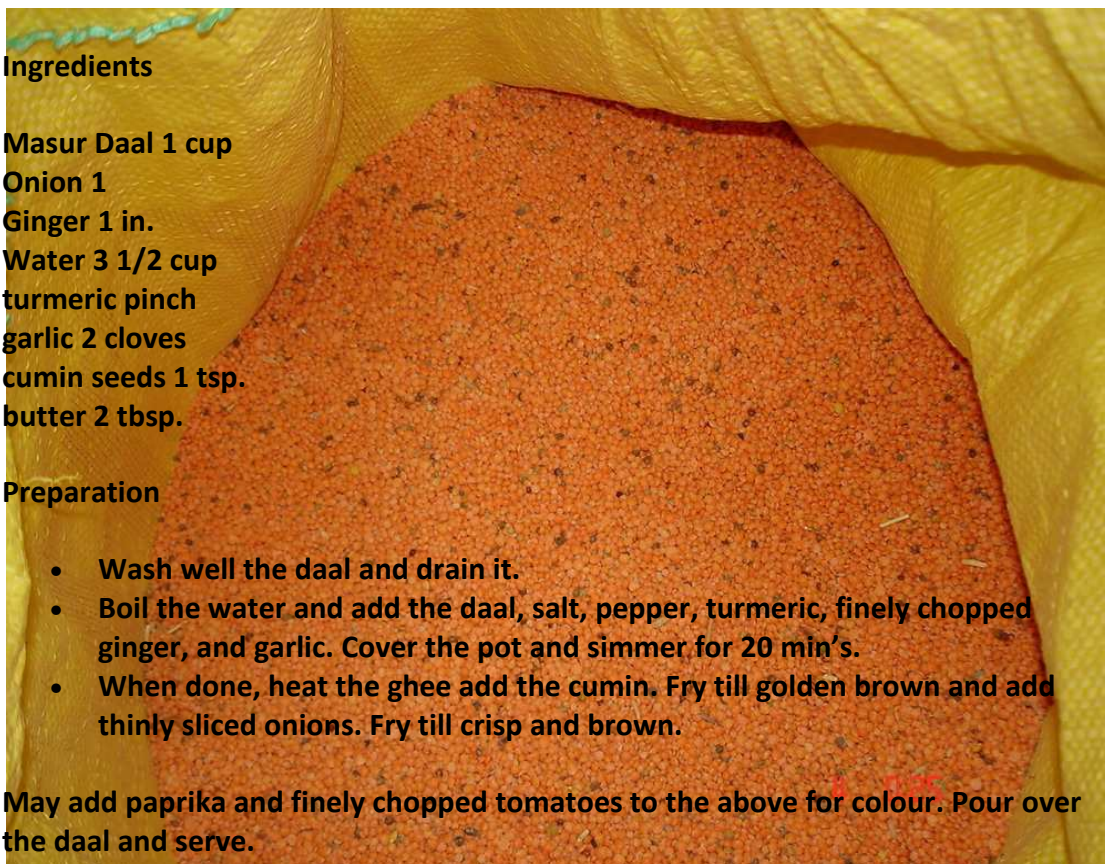 Ingredients
Masur Daal 1 cup
Onion 1
Ginger 1 in.
Water 3 1/2 cup
turmeric pinch
garlic 2 cloves
cumin seeds 1 tsp.
butter 2 tbsp.
Preparation
• Wash well the daal and drain it.
• Boil the water and add the daal, salt, pepper, turmeric, finely chopped
ginger, and garlic. Cover the pot and simmer for 20 min’s.
• When done, heat the ghee add the cumin. Fry till golden brown and add
thinly sliced onions. Fry till crisp and brown.
May add paprika and finely chopped tomatoes to the above for colour. Pour over
the daal and serve.